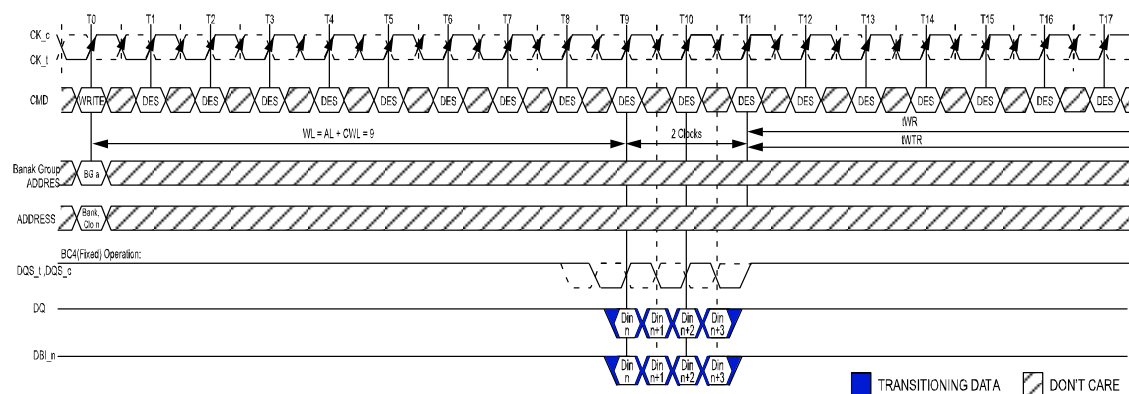 T0 T1 T2 T3 T4 T5 T6 T7 T8 T9 T10 T11 T12 T13 T14 T15 T16 T17
CK_c
CK_t
CMD WRITE DES DES DES DES DES DES DES DES DES DES DES DES DES DES DES DES DES
tWR
WL = AL + CWL = 9 2 Clocks
tWTR
Banak Group
ADDRES
BG a
ADDRESS
Bank,
Clo n
BC4(Fixed) Operation:
DQS_t ,DQS_c
DQ
Din n Din n+1 Din n+2 Din n+3
DBI_n
Din n Din n+1 Din n+2 Din n+3
TRANSITIONING DATA DON'T CARE